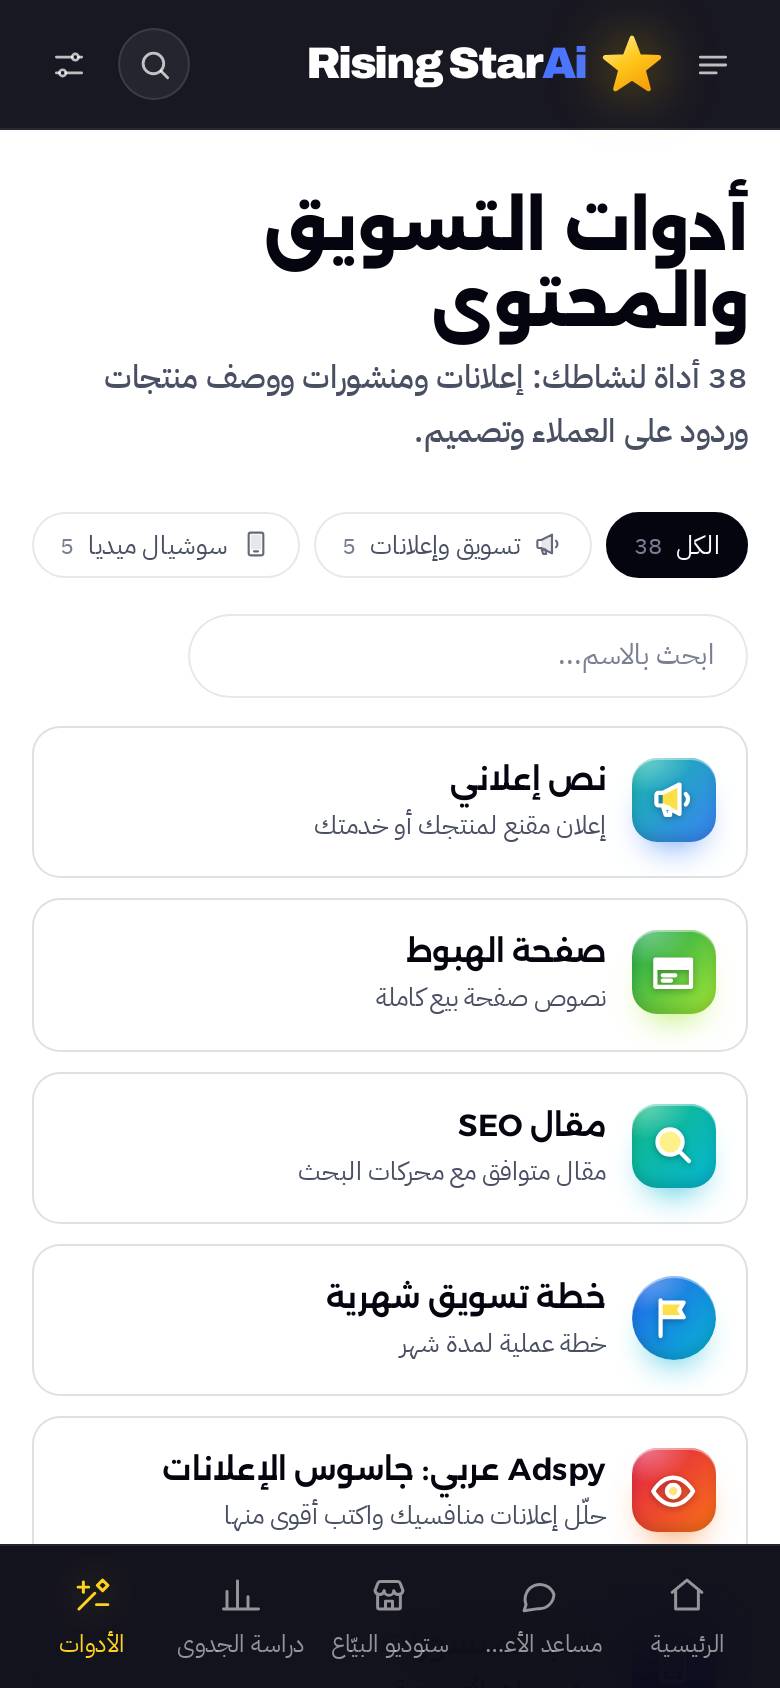 Rising StarAi
أدوات التسويق
والمحتوى
38 أداة لنشاطك: إعلانات ومنشورات ووصف منتجات
وردود على العملاء وتصميم.
الكل 38
تسويق وإعلانات 5
سوشيال ميديا 5
ابحث بالاسم...
نص إعلاني
إعلان مقنع لمنتجك أو خدمتك
صفحة الهبوط
نصوص صفحة بيع كاملة
مقال SEO
مقال متوافق مع محركات البحث
خطة تسويق شهرية
خطة عملية لمدة شهر
Adspy عربي: جاسوس الإعلانات
حلّل إعلانات منافسيك واكتب أقوى منها
الرئيسية
مساعد الأع...
ستوديو البيّاع
دراسة الجدوى
الأدوات